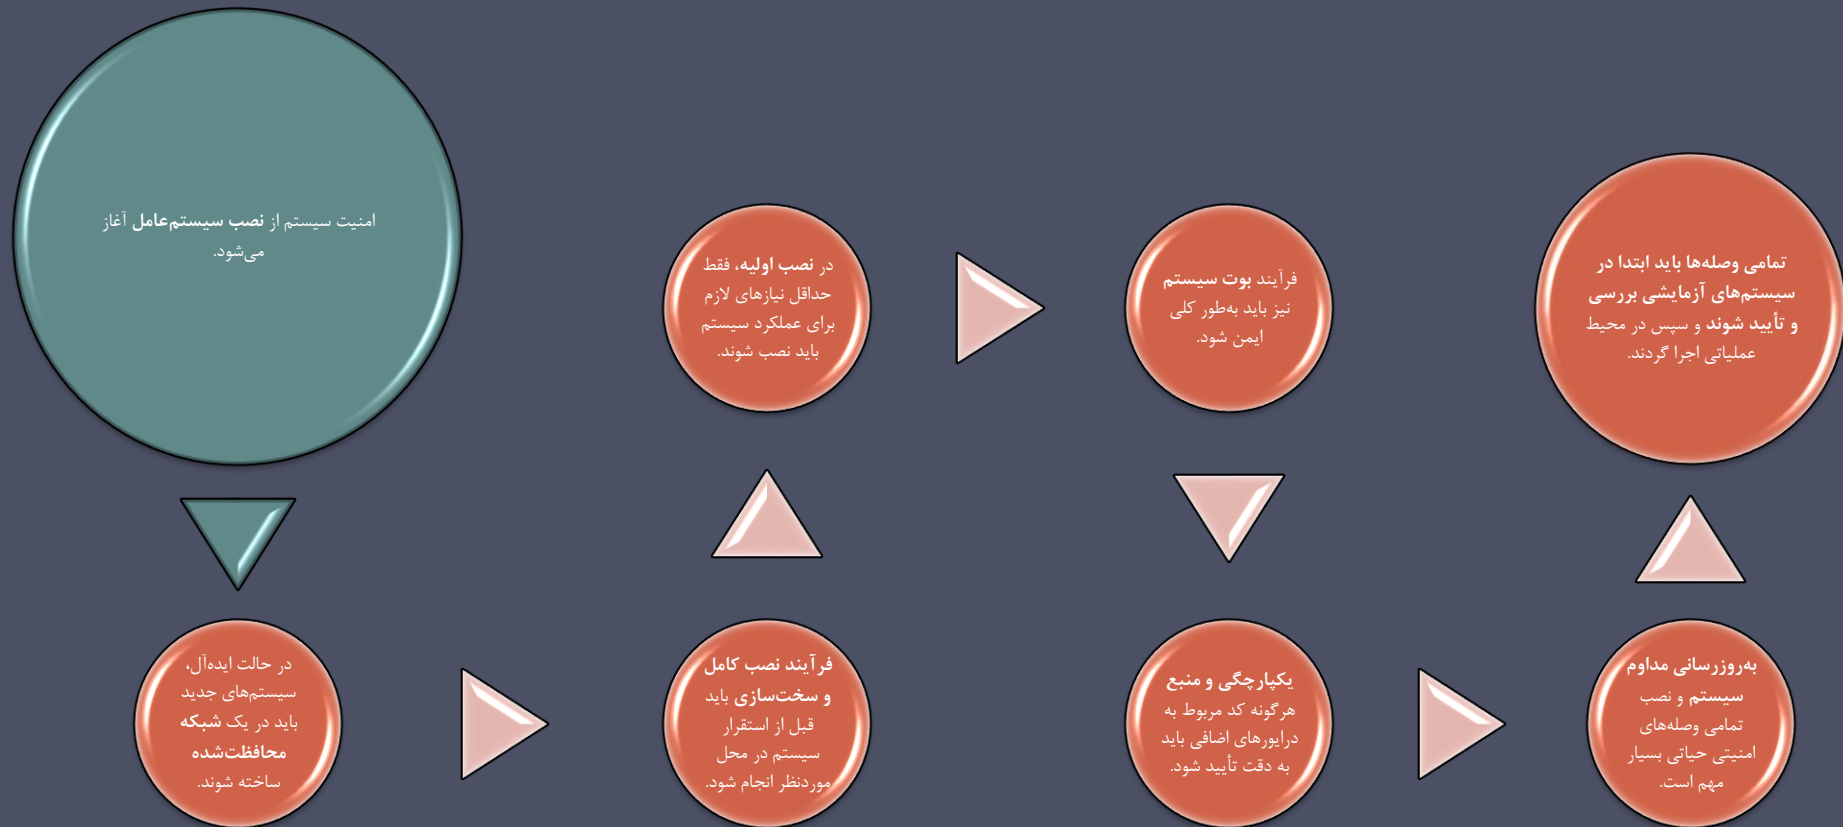 امنیت سیستم از نصب سیستم‌عامل آغاز
می‌شود.
در حالت ایده‌آل،
سیستم‌های جدید
باید در یک شبکه
محافظت‌شده
ساخته شوند.
فرآیند نصب کامل
و سخت‌سازی باید
قبل از استقرار
سیستم در محل
موردنظر انجام شود.
در نصب اولیه، فقط
حداقل نیازهای لازم
برای عملکرد سیستم
باید نصب شوند.
فرآیند بوت سیستم
نیز باید به‌طور کلی
ایمن شود.
یکپارچگی و منبع
هرگونه کد مربوط به
درایورهای اضافی باید
به دقت تأیید شود.
به‌روزرسانی مداوم
سیستم و نصب
تمامی وصله‌های
امنیتی حیاتی بسیار
مهم است.
تمامی وصله‌ها باید ابتدا در
سیستم‌های آزمایشی بررسی
و تأیید شوند و سپس در محیط
عملیاتی اجرا گردند.